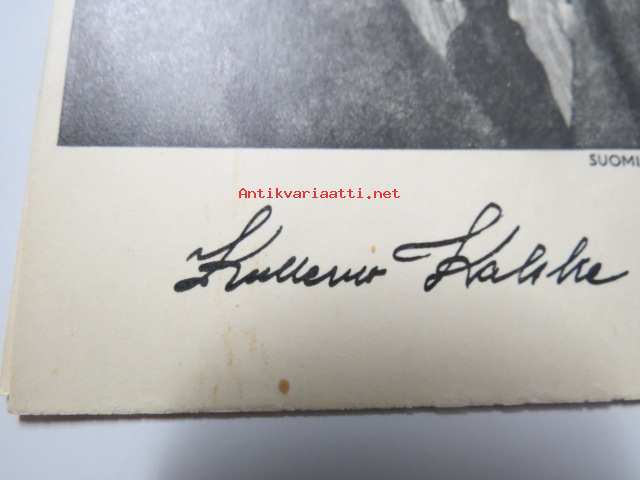 SUOMI
Antikvariaatti.net
Kullervo Kalske